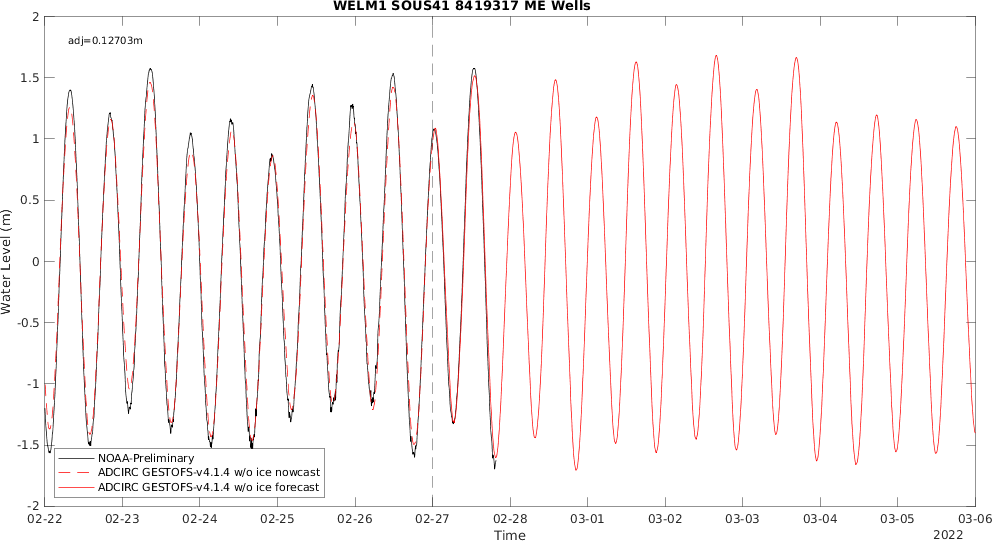 WELM1 SOUS41 8419317 ME Wells
adj=0.12703m
Water Level (m)
2
1.5
1
0.5
0
-0.5
-1
-1.5
-2
NOAA-Preliminary
ADCIRC GESTOFS-v4.1.4 w/o ice nowcast
ADCIRC GESTOFS-v4.1.4 w/o ice forecast
02-22 02-23 02-24 02-25 02-26 02-27 02-28 03-01 03-02 03-03 03-04 03-05 03-06
Time
2022